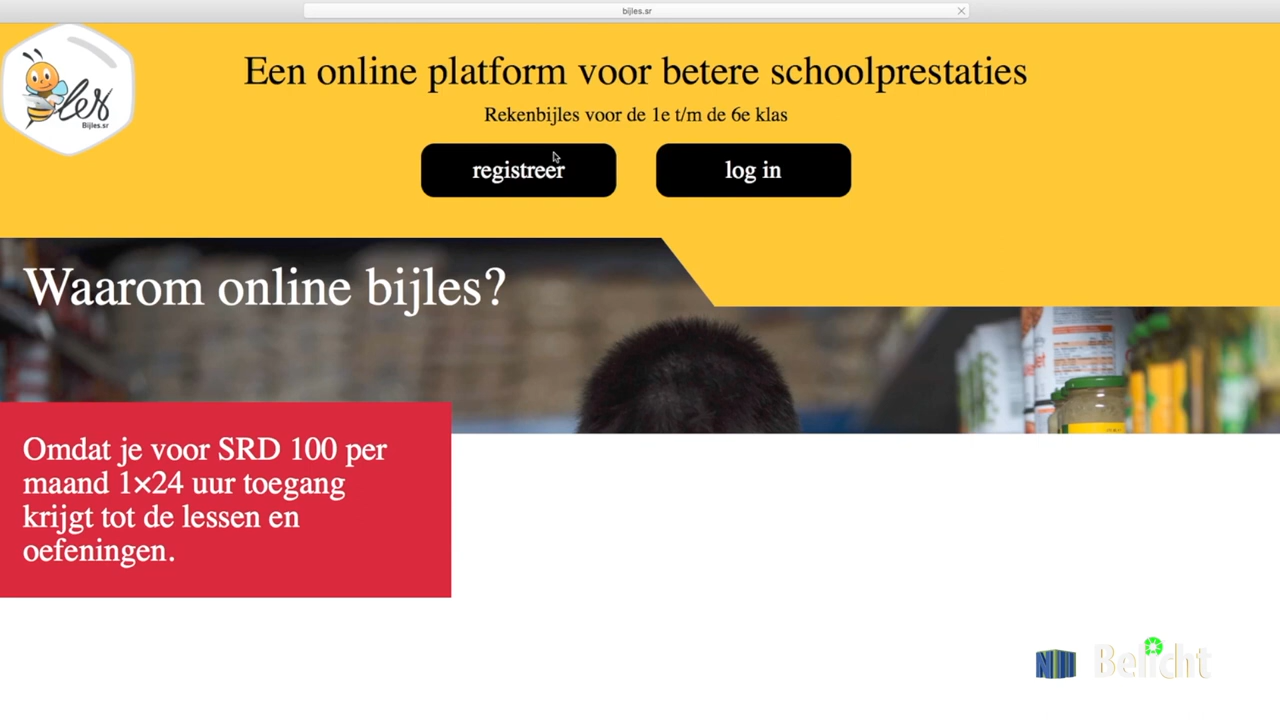 bijles.sr
les
Bijles.sr
Een online platform voor betere schoolprestaties
Rekenbijles voor de 1e t/m de 6e klas
registreer
log in
Waarom online bijles?
Omdat je voor SRD 100 per
maand 1×24 uur toegang
krijgt tot de lessen en
oefeningen.
NII Belicht